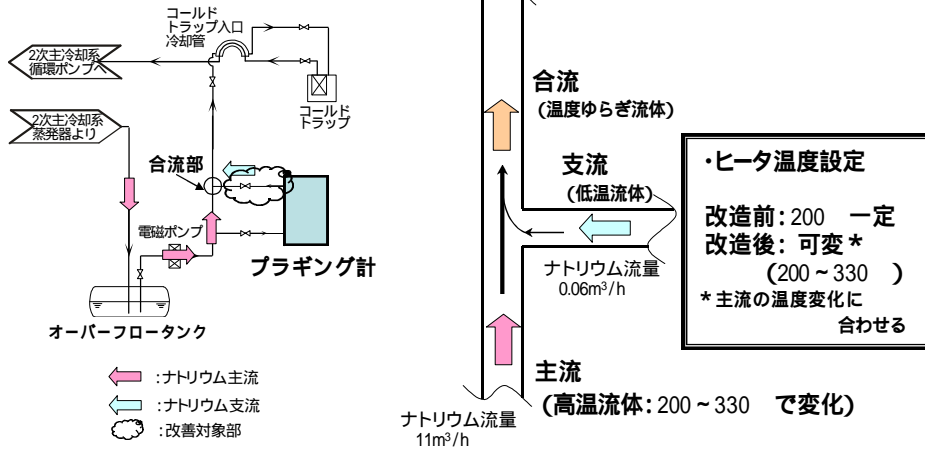 コールド
トラップ入口
冷却管
2次主冷却系
循環ポンプへ
コールド
トラップ
2次主冷却系
蒸発器より
合流部
電磁ポンプ
プラギング計
オーバーフロータンク
:ナトリウム主流
:ナトリウム支流
:改善対象部
合流
(温度ゆらぎ流体)
支流
(低温流体)
ナトリウム流量
0.06m³/h
・ヒータ温度設定
改造前:200 一定
改造後: 可変*
(200~330 )
*主流の温度変化に
合わせる
主流
(高温流体:200~330 で変化)
ナトリウム流量
11m³/h